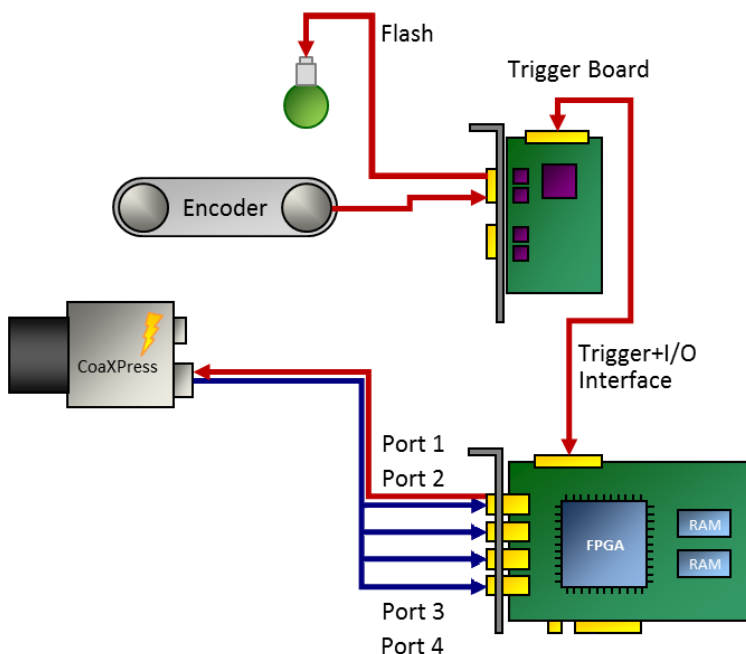 Flash
Trigger Board
Encoder
CoaXPress
Trigger+I/O
Interface
Port 1
Port 2
FPGA
RAM
RAM
Port 3
Port 4